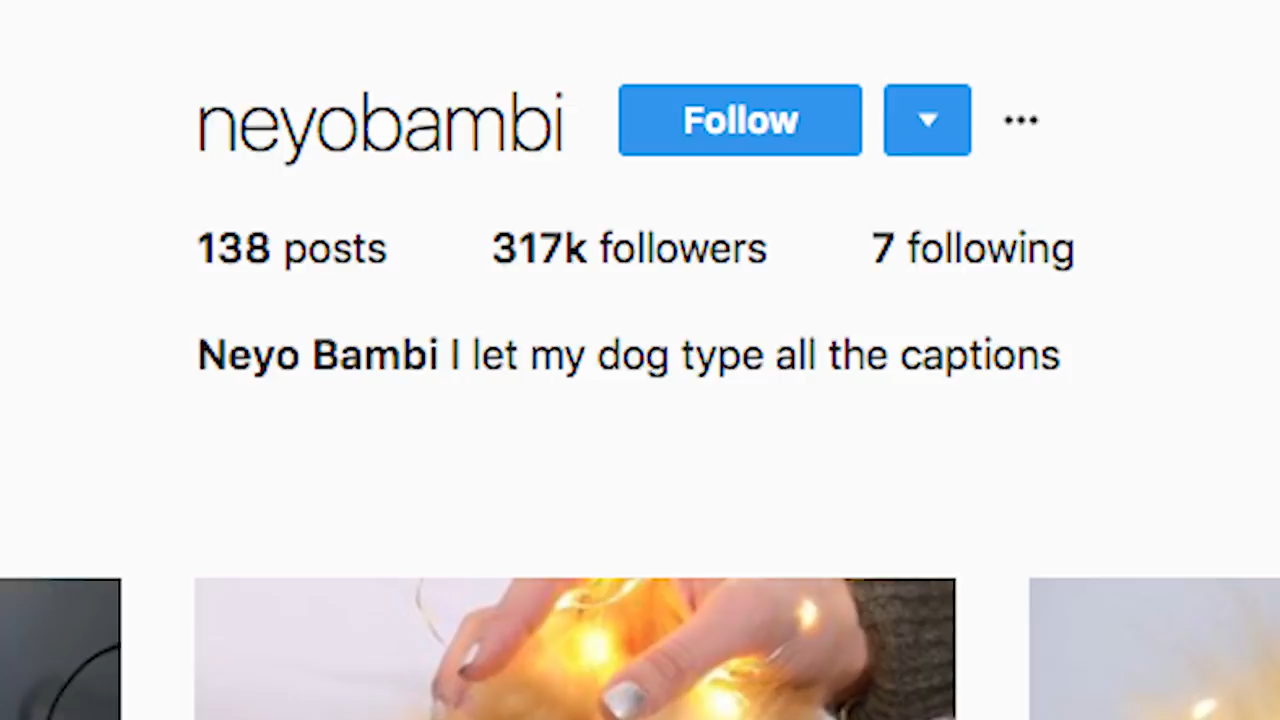 neyobambi Follow •••
138 posts 317k followers 7 following
Neyo Bambi I let my dog type all the captions